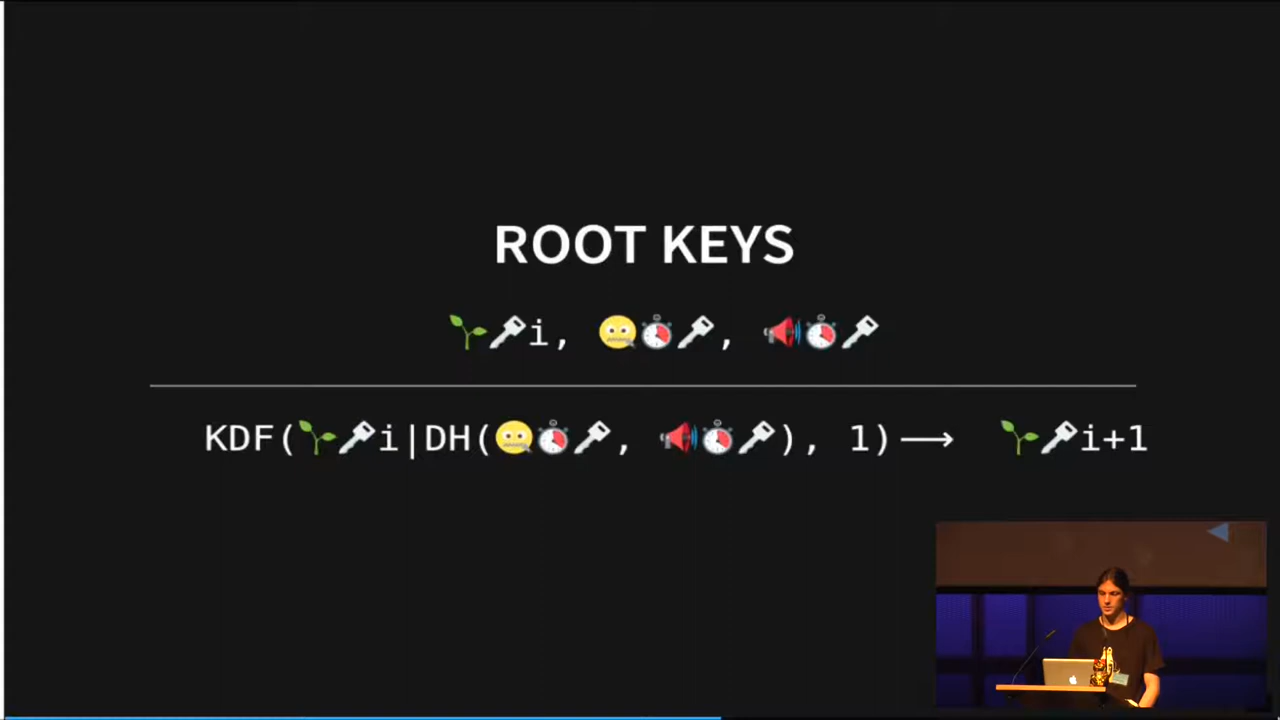 ROOT KEYS
🌱🔑i, 🤐⏱🔑, 📣⏱🔑
KDF(🌱🔑i|DH(🤐⏱🔑, 📣⏱🔑), 1)⟶ 🌱🔑i+1